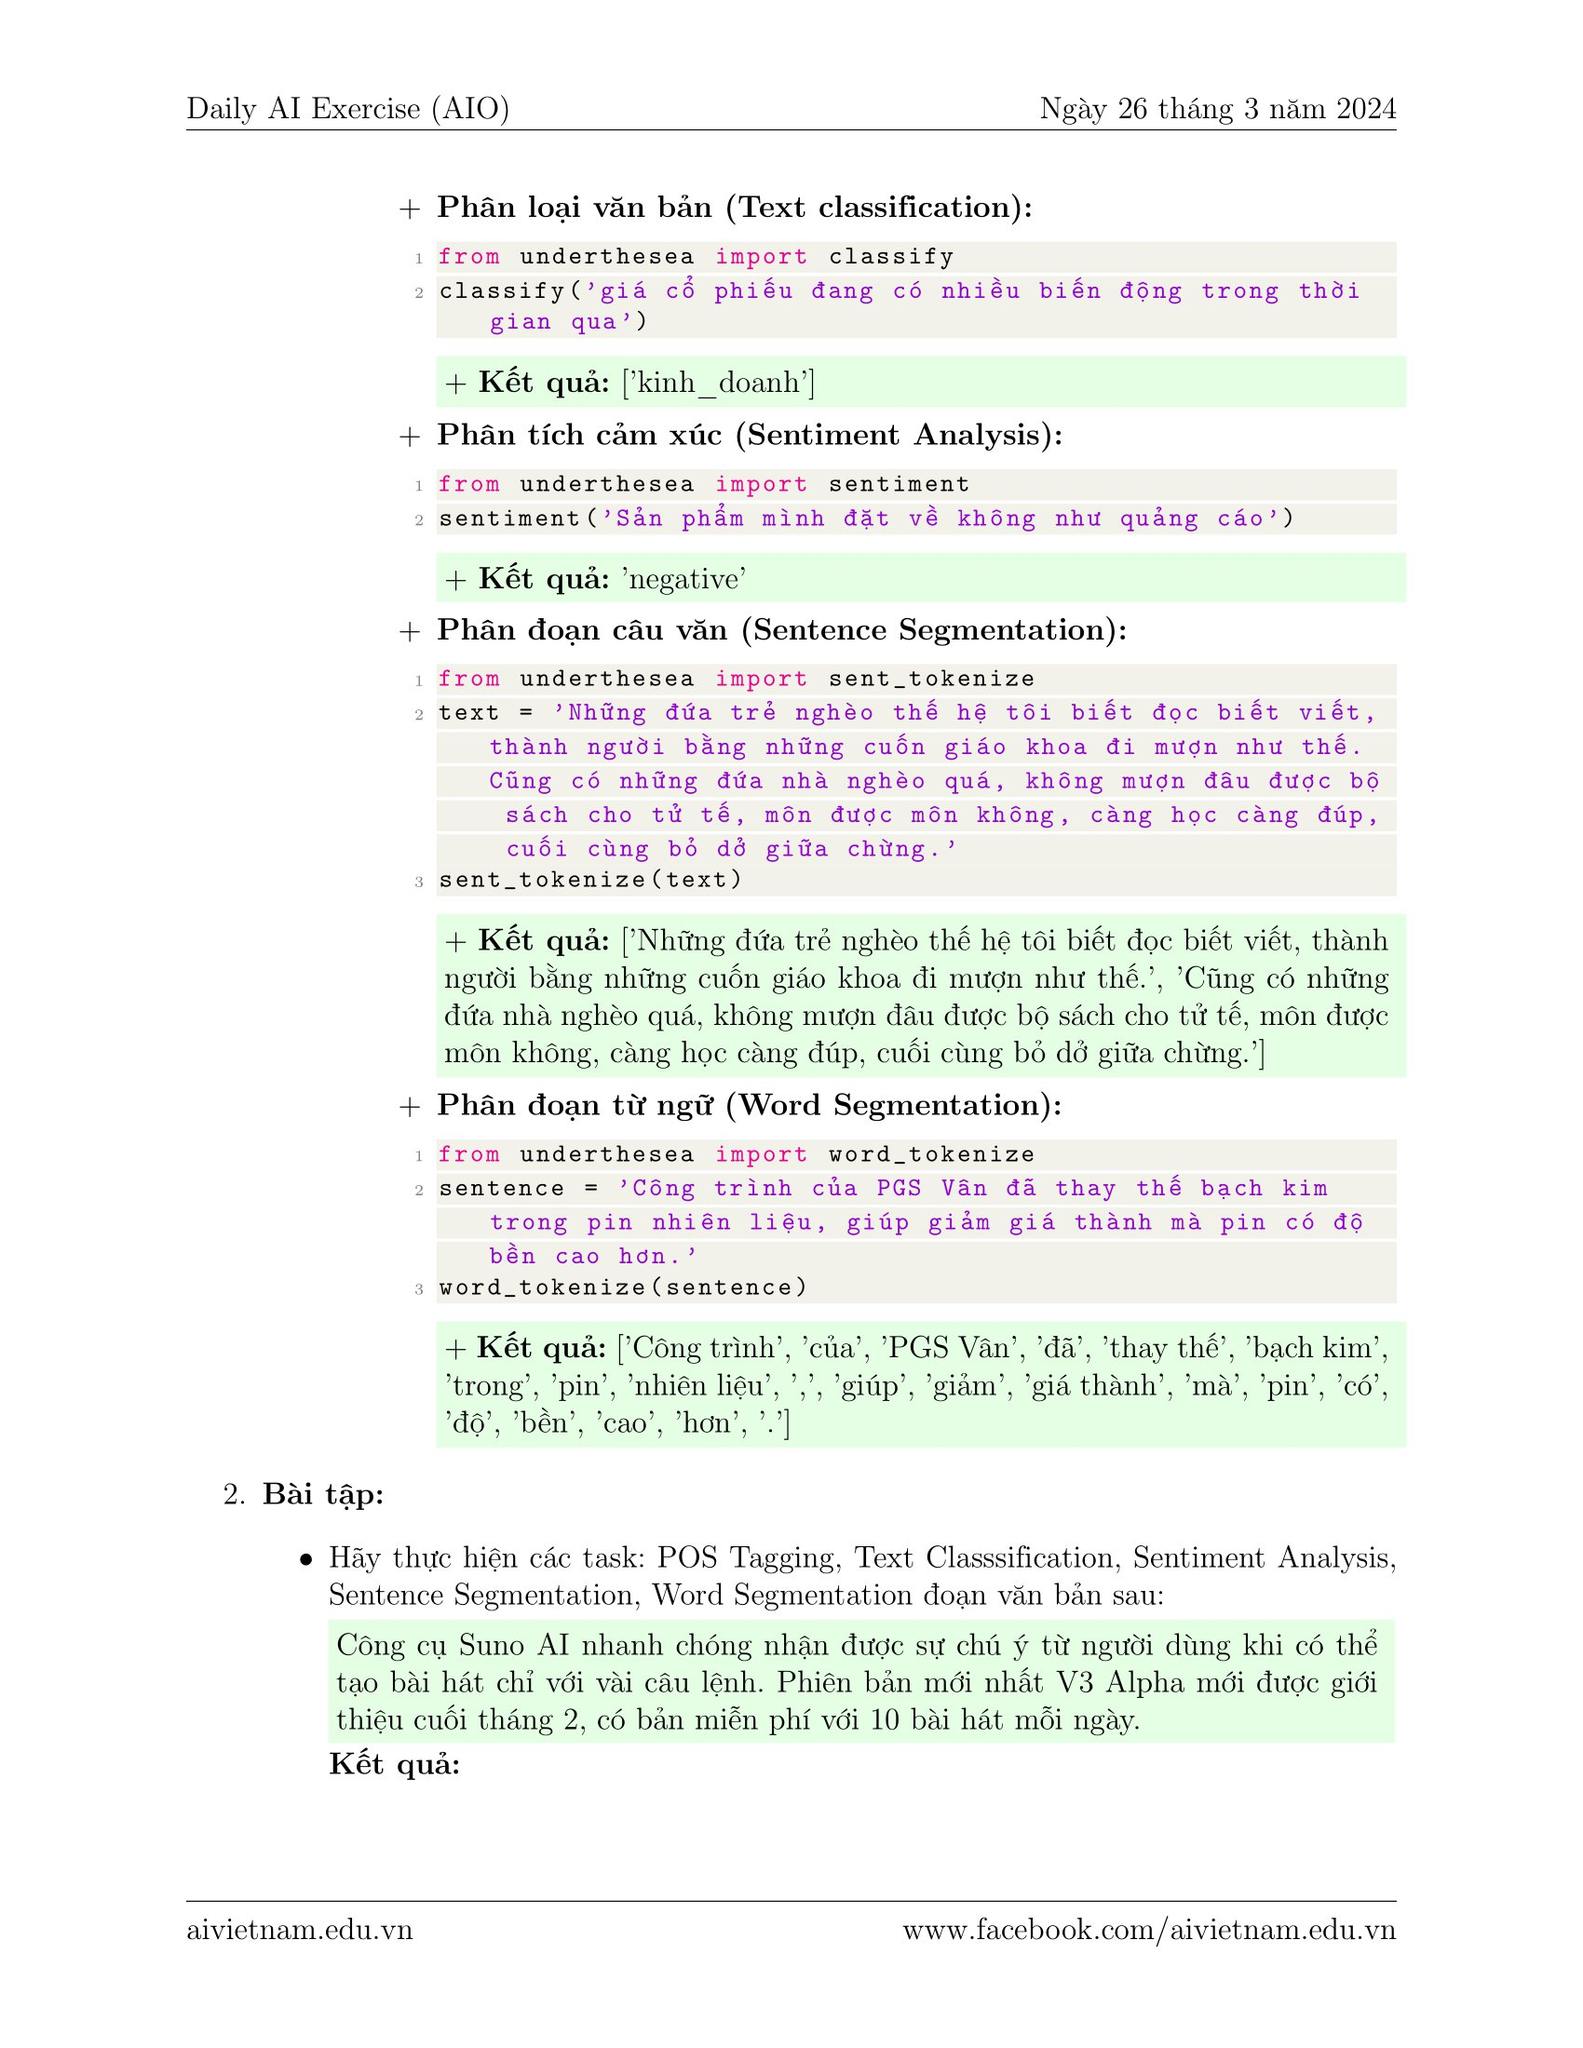 Daily AI Exercise (AIO)
Ngày 26 tháng 3 năm 2024
+ Phân loại văn bản (Text classification):
1 from underthesea import classify
2 classify('giá cổ phiếu đang có nhiều biến động trong thời
gian qua')
+ Kết quả: ['kinh_doanh']
+ Phân tích cảm xúc (Sentiment Analysis):
1 from underthesea import sentiment
2 sentiment('Sản phẩm mình đặt về không như quảng cáo')
+ Kết quả: 'negative'
+ Phân đoạn câu văn (Sentence Segmentation):
1 from underthesea import sent_tokenize
2 text = 'Những đứa trẻ nghèo thế hệ tôi biết đọc biết viết,
thành người bằng những cuốn giáo khoa đi mượn như thế.
Cũng có những đứa nhà nghèo quá, không mượn đâu được bộ
sách cho tử tế, môn được môn không, càng học càng đúp,
cuối cùng bỏ dở giữa chừng.'
3 sent_tokenize(text)
+ Kết quả: ['Những đứa trẻ nghèo thế hệ tôi biết đọc biết viết, thành
người bằng những cuốn giáo khoa đi mượn như thế.', 'Cũng có những
đứa nhà nghèo quá, không mượn đâu được bộ sách cho tử tế, môn được
môn không, càng học càng đúp, cuối cùng bỏ dở giữa chừng.']
+ Phân đoạn từ ngữ (Word Segmentation):
1 from underthesea import word_tokenize
2 sentence = 'Công trình của PGS Vân đã thay thế bạch kim
trong pin nhiên liệu, giúp giảm giá thành mà pin có độ
bền cao hơn.'
3 word_tokenize(sentence)
+ Kết quả: ['Công trình', 'của', 'PGS Vân', 'đã', 'thay thế', 'bạch kim',
'trong', 'pin', 'nhiên liệu', ',', 'giúp', 'giảm', 'giá thành', 'mà', 'pin', 'có',
'độ', 'bền', 'cao', 'hơn', '.']
2. Bài tập:
• Hãy thực hiện các task: POS Tagging, Text Classsification, Sentiment Analysis,
Sentence Segmentation, Word Segmentation đoạn văn bản sau:
Công cụ Suno AI nhanh chóng nhận được sự chú ý từ người dùng khi có thể
tạo bài hát chỉ với vài câu lệnh. Phiên bản mới nhất V3 Alpha mới được giới
thiệu cuối tháng 2, có bản miễn phí với 10 bài hát mỗi ngày.
Kết quả:
aivietnam.edu.vn
www.facebook.com/aivietnam.edu.vn